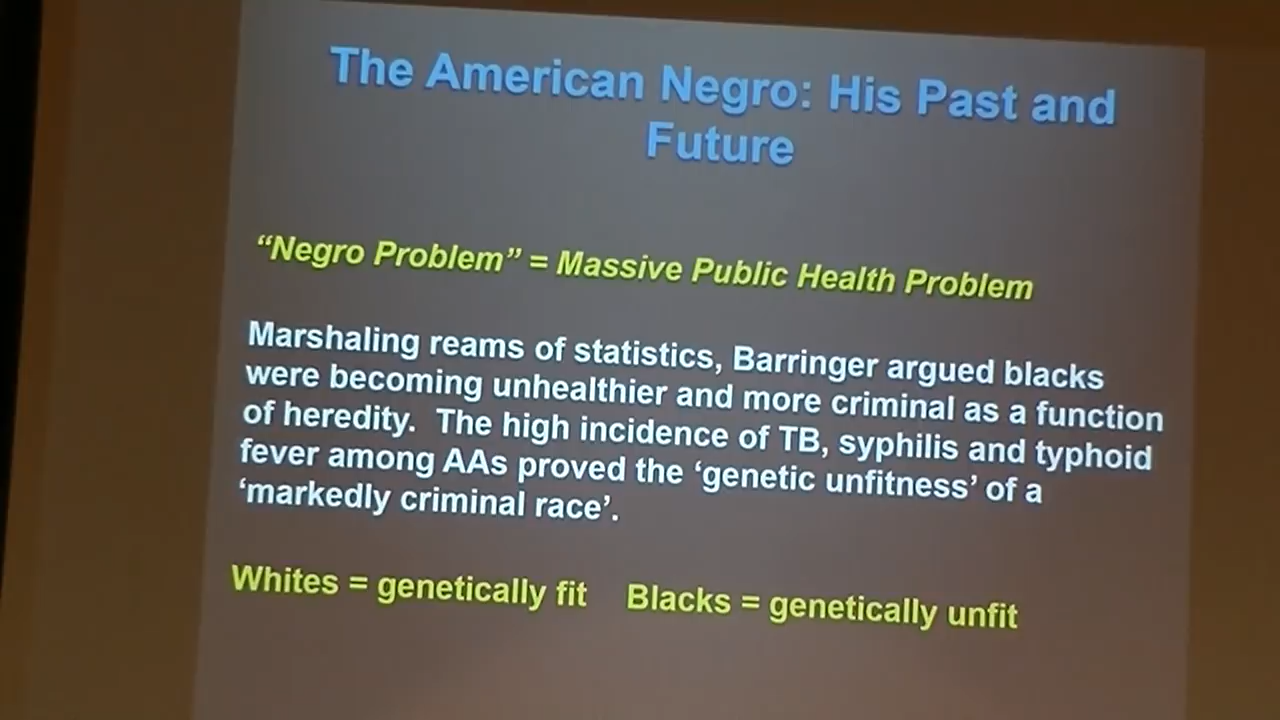 The American Negro: His Past and
Future
“Negro Problem” = Massive Public Health Problem
Marshaling reams of statistics, Barringer argued blacks
were becoming unhealthier and more criminal as a function
of heredity.  The high incidence of TB, syphilis and typhoid
fever among AAs proved the ‘genetic unfitness’ of a
‘markedly criminal race’.
Whites = genetically fit    Blacks = genetically unfit